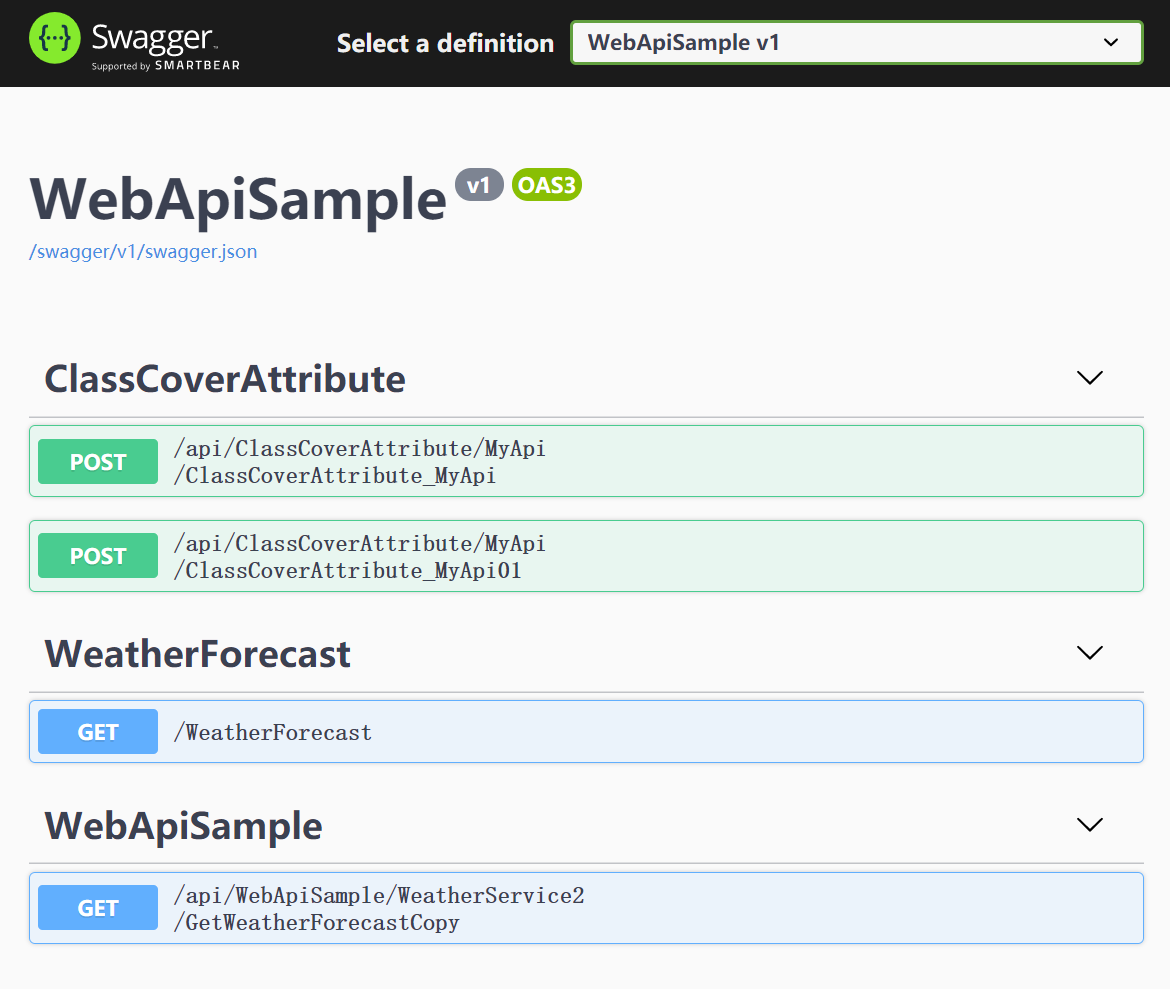 {···} Swagger™
Supported by SMARTBEAR
Select a definition
WebApiSample v1
WebApiSample v1 OAS3
/swagger/v1/swagger.json
ClassCoverAttribute
POST
/api/ClassCoverAttribute/MyApi
/ClassCoverAttribute_MyApi
POST
/api/ClassCoverAttribute/MyApi
/ClassCoverAttribute_MyApi01
WeatherForecast
GET
/WeatherForecast
WebApiSample
GET
/api/WebApiSample/WeatherService2
/GetWeatherForecastCopy